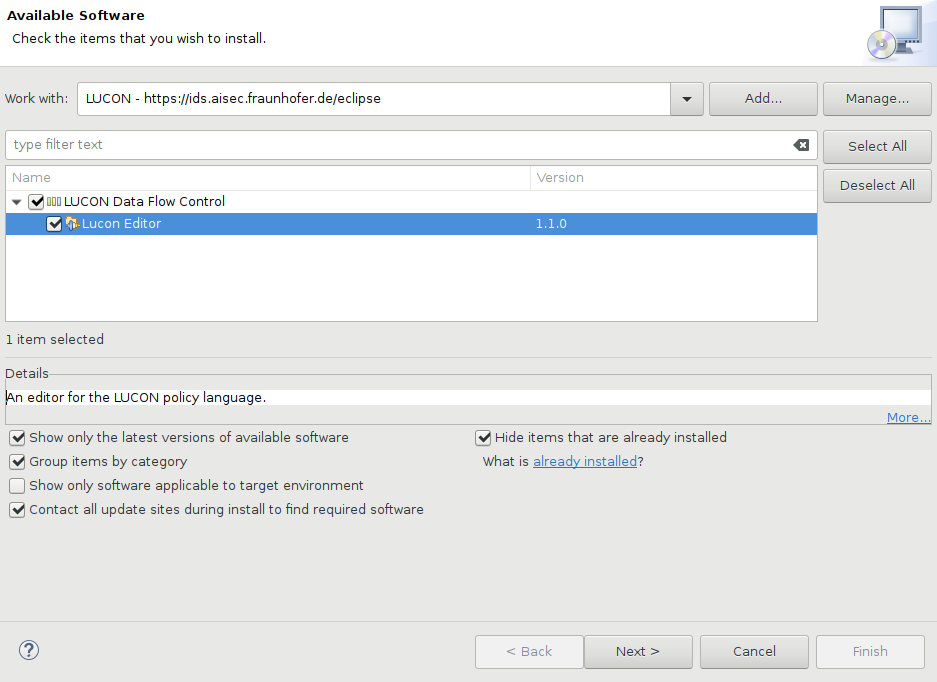 Available Software
Check the items that you wish to install.
Work with: LUCON - https://ids.aisec.fraunhofer.de/eclipse Add... Manage...
type filter text Select All
Name Version
Deselect All
LUCON Data Flow Control
Lucon Editor 1.1.0
1 item selected
Details
An editor for the LUCON policy language.
More...
Show only the latest versions of available software Hide items that are already installed
Group items by category What is already installed?
Show only software applicable to target environment
Contact all update sites during install to find required software
? < Back Next > Cancel Finish